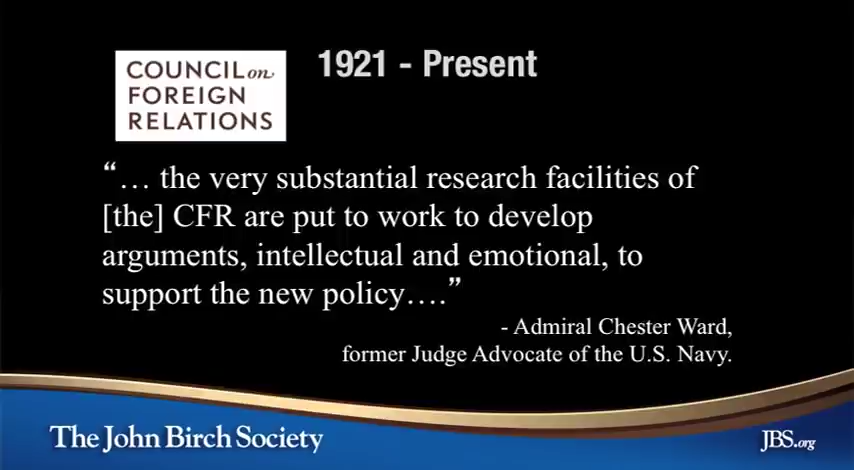 COUNCIL on
FOREIGN
RELATIONS
1921 - Present
“… the very substantial research facilities of
[the] CFR are put to work to develop
arguments, intellectual and emotional, to
support the new policy….”
- Admiral Chester Ward,
former Judge Advocate of the U.S. Navy.
The John Birch Society
JBS.org